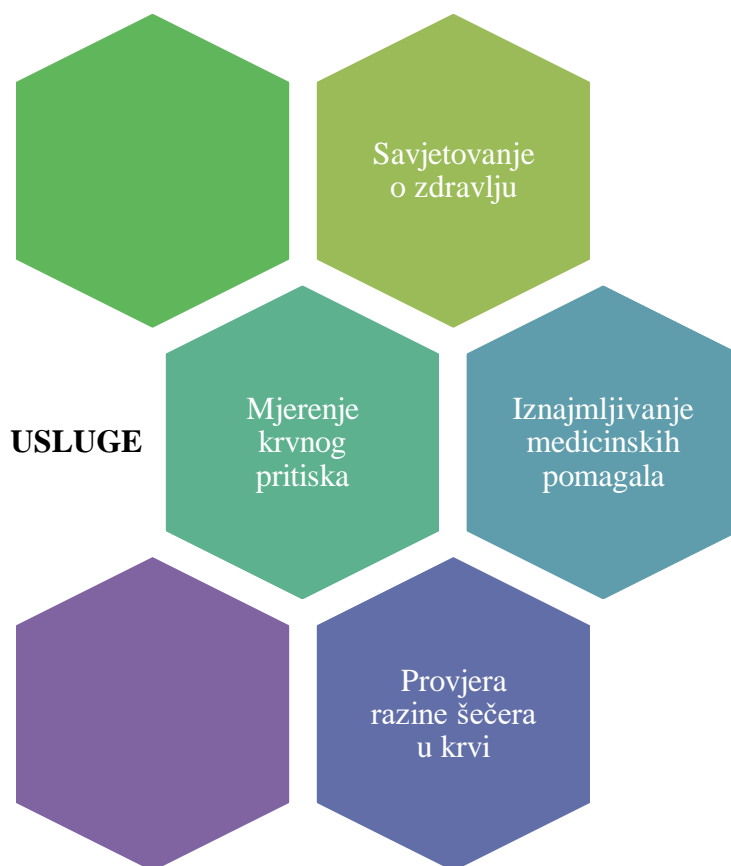 Savjetovanje
o zdravlju
USLUGE
Mjerenje
krvnog
pritiska
Iznajmljivanje
medicinskih
pomagala
Provjera
razine šečera
u krvi